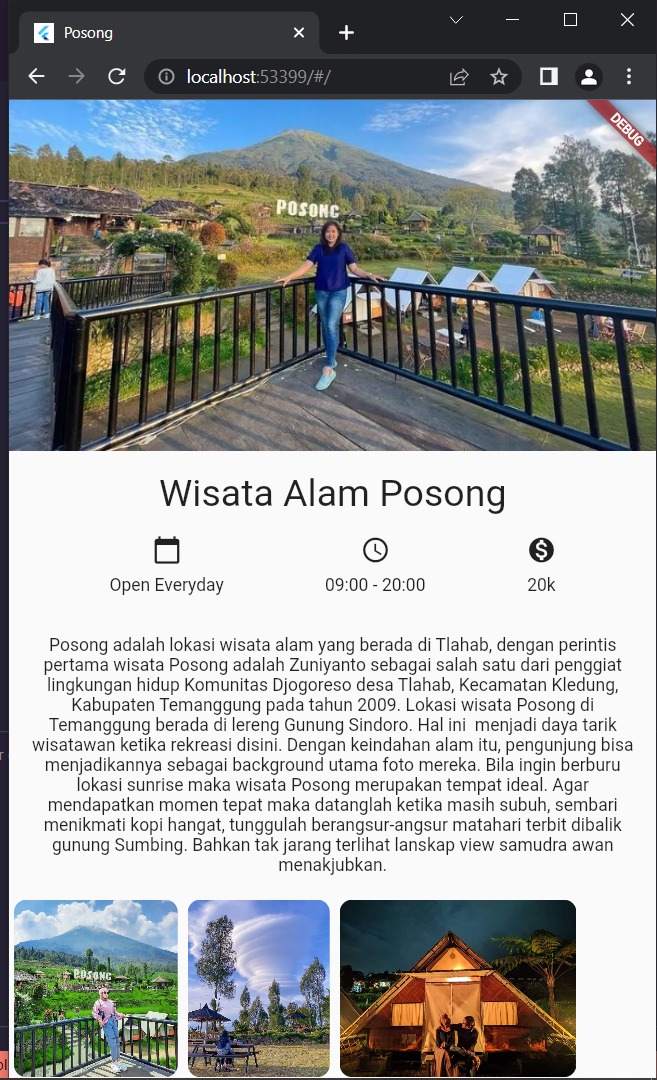 Posong
localhost:53399/#/
DEBUG
POSONG
Wisata Alam Posong
Open Everyday
09:00 - 20:00
20k
Posong adalah lokasi wisata alam yang berada di Tlahab, dengan perintis
pertama wisata Posong adalah Zuniyanto sebagai salah satu dari penggiat
lingkungan hidup Komunitas Djogoreso desa Tlahab, Kecamatan Kledung,
Kabupaten Temanggung pada tahun 2009. Lokasi wisata Posong di
Temanggung berada di lereng Gunung Sindoro. Hal ini  menjadi daya tarik
wisatawan ketika rekreasi disini. Dengan keindahan alam itu, pengunjung bisa
menjadikannya sebagai background utama foto mereka. Bila ingin berburu
lokasi sunrise maka wisata Posong merupakan tempat ideal. Agar
mendapatkan momen tepat maka datanglah ketika masih subuh, sembari
menikmati kopi hangat, tunggulah berangsur-angsur matahari terbit dibalik
gunung Sumbing. Bahkan tak jarang terlihat lanskap view samudra awan
menakjubkan.
POSONG